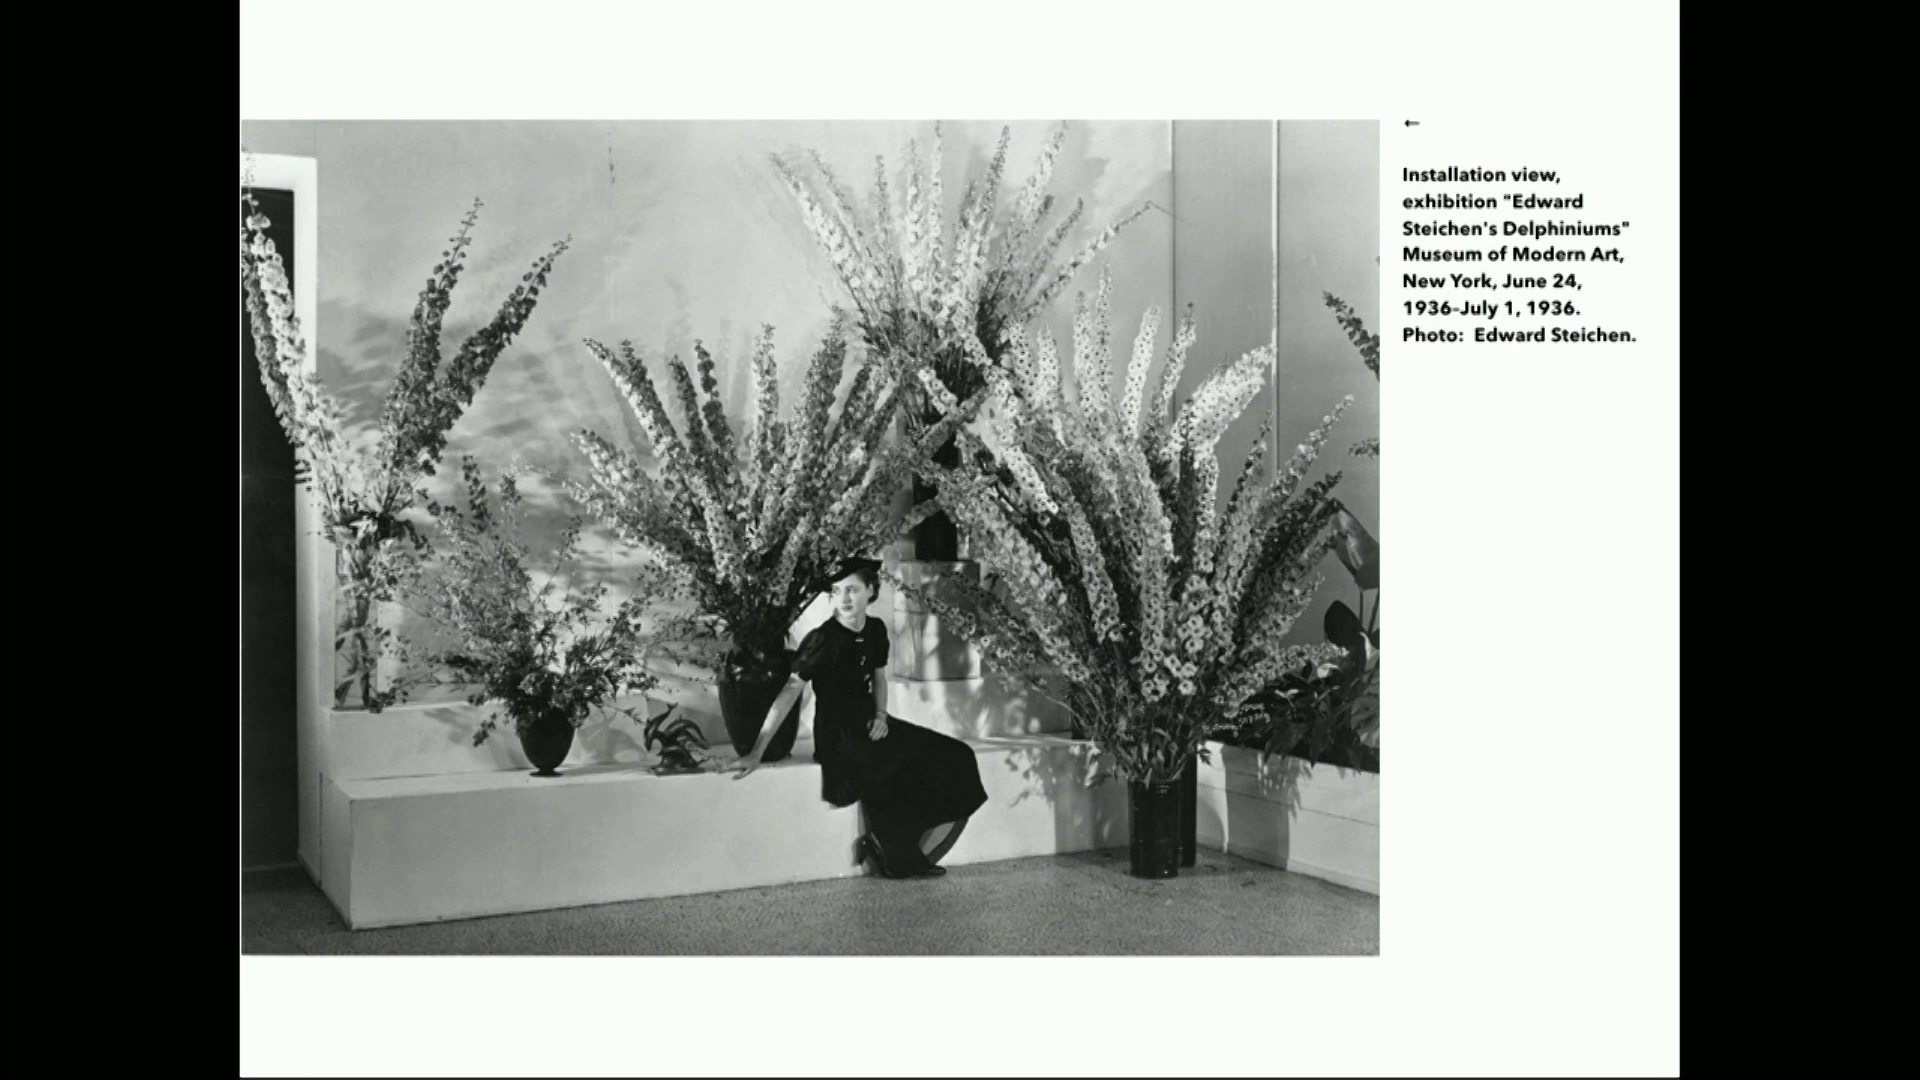 ←
Installation view,
exhibition "Edward
Steichen's Delphiniums"
Museum of Modern Art,
New York, June 24,
1936–July 1, 1936.
Photo: Edward Steichen.